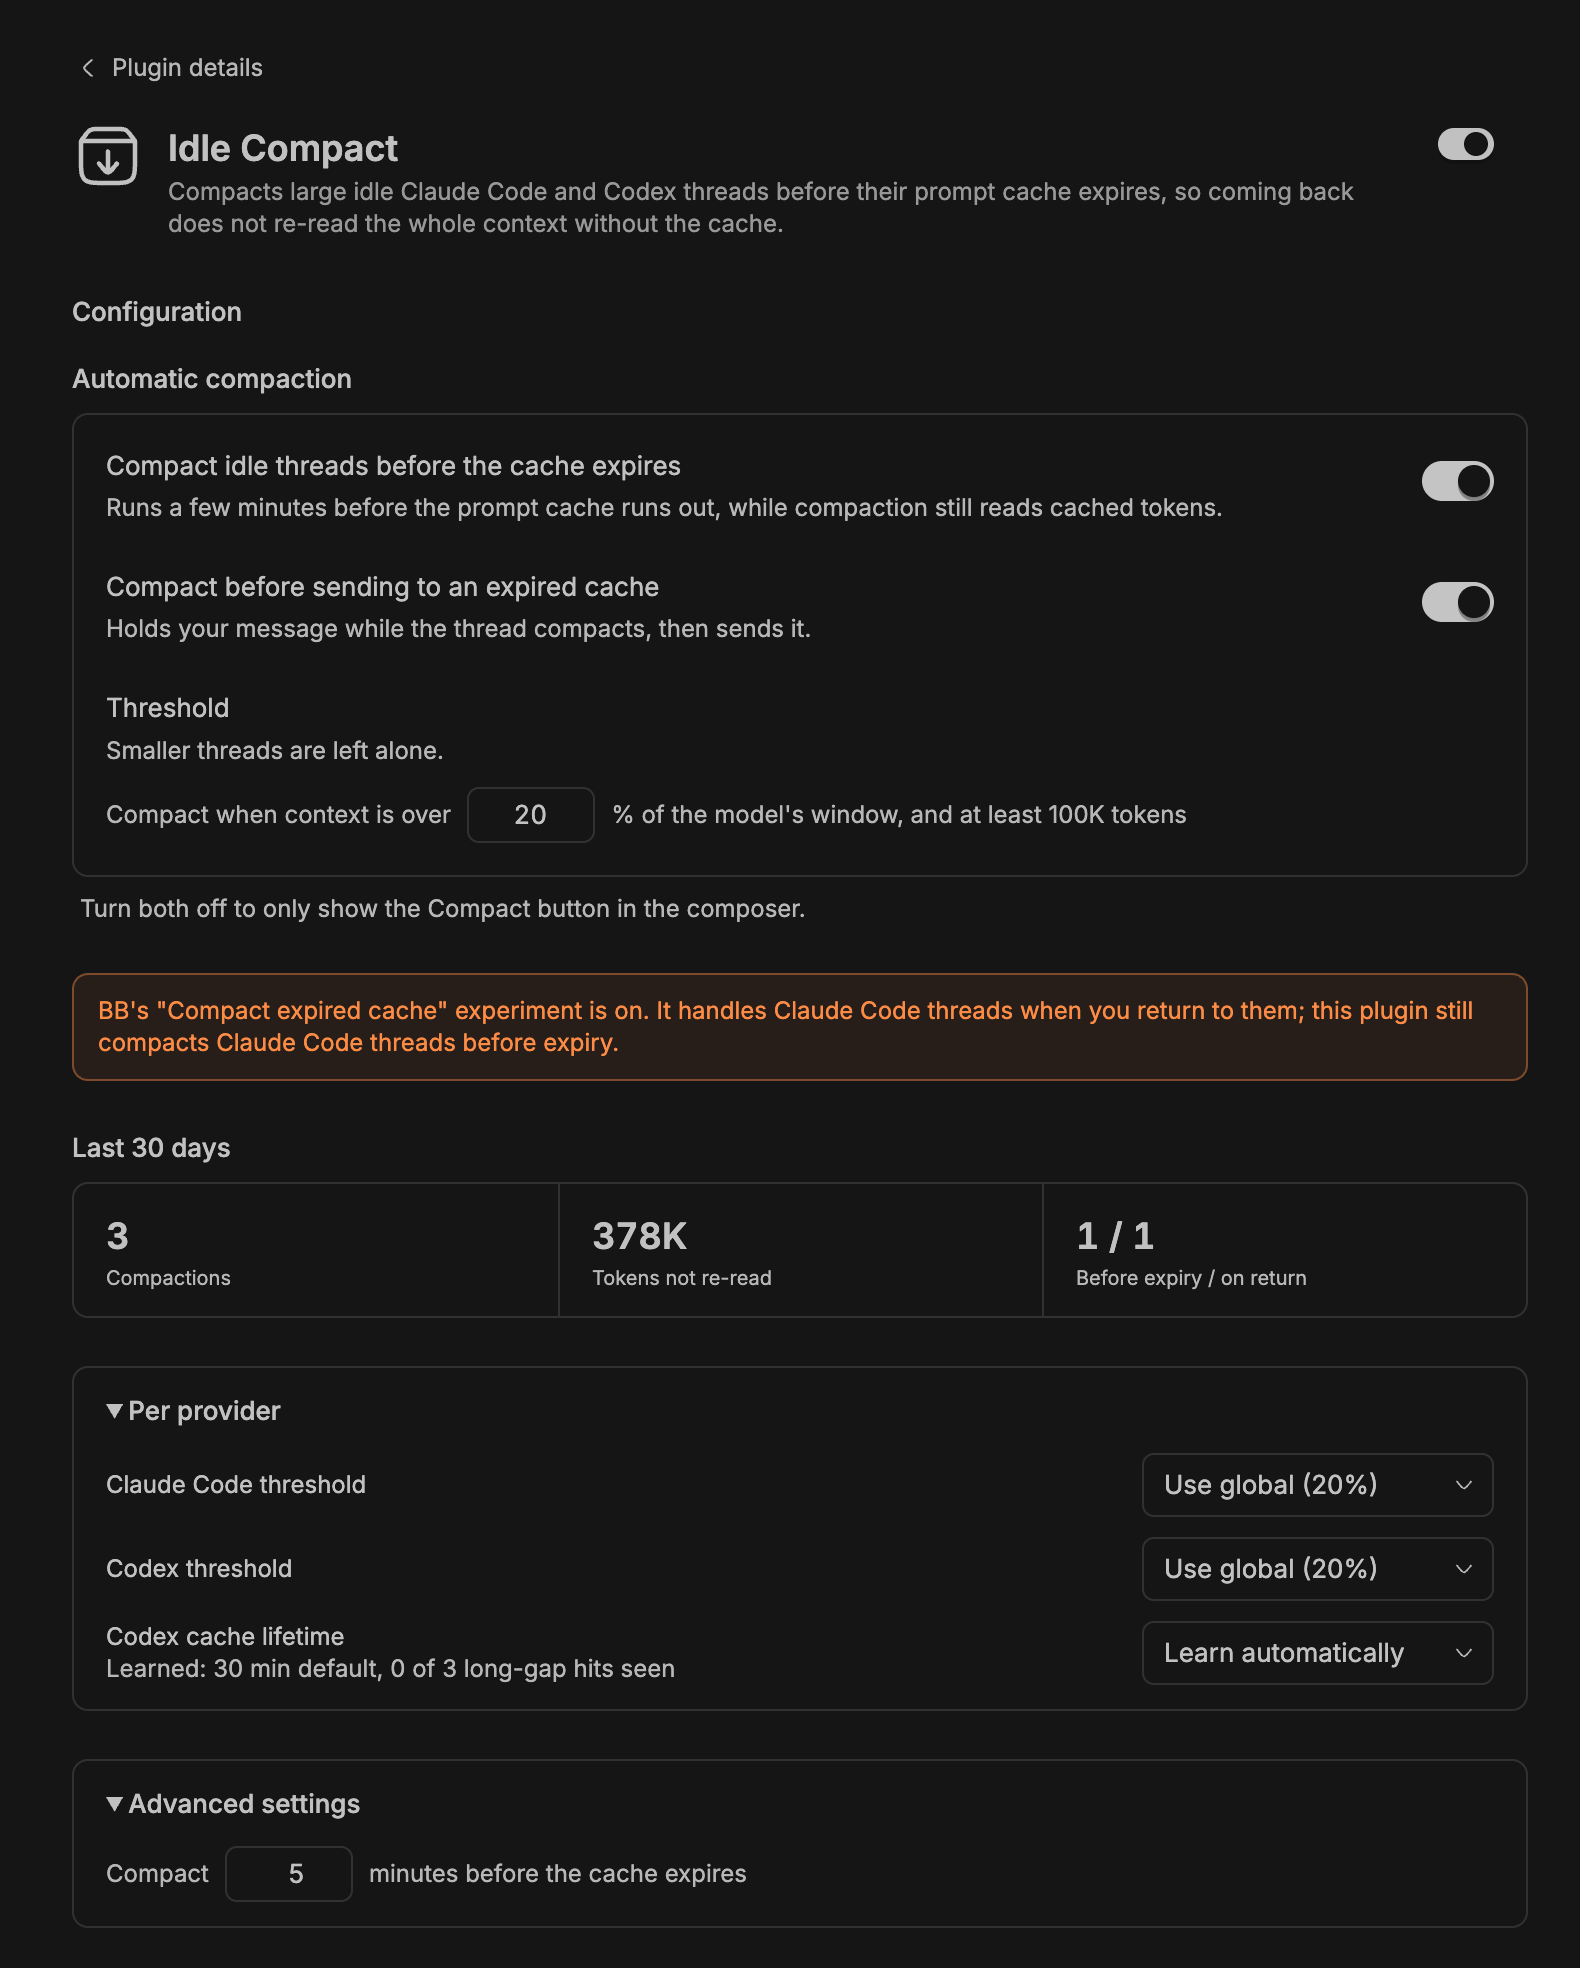 Plugin details
Idle Compact
Compacts large idle Claude Code and Codex threads before their prompt cache expires, so coming back
does not re-read the whole context without the cache.
Configuration
Automatic compaction
Compact idle threads before the cache expires
Runs a few minutes before the prompt cache runs out, while compaction still reads cached tokens.
Compact before sending to an expired cache
Holds your message while the thread compacts, then sends it.
Threshold
Smaller threads are left alone.
Compact when context is over 20 % of the model's window, and at least 100K tokens
Turn both off to only show the Compact button in the composer.
BB's "Compact expired cache" experiment is on. It handles Claude Code threads when you return to them; this plugin still
compacts Claude Code threads before expiry.
Last 30 days
3
Compactions
378K
Tokens not re-read
1 / 1
Before expiry / on return
Per provider
Claude Code threshold
Use global (20%)
Codex threshold
Use global (20%)
Codex cache lifetime
Learned: 30 min default, 0 of 3 long-gap hits seen
Learn automatically
Advanced settings
Compact 5 minutes before the cache expires